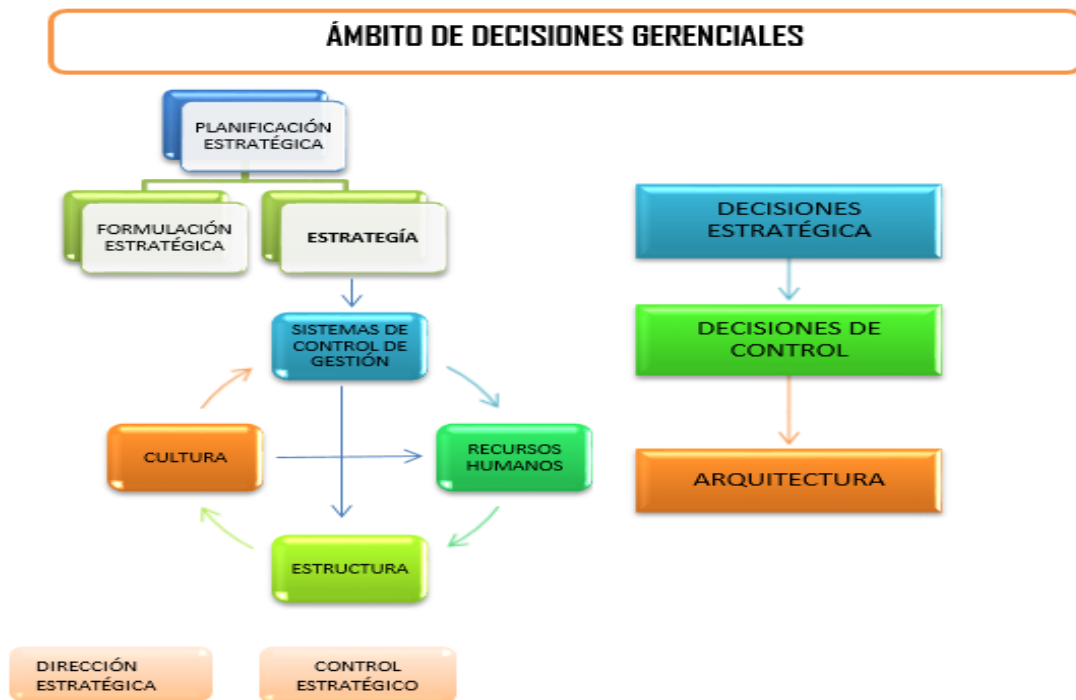 ÁMBITO DE DECISIONES GERENCIALES
PLANIFICACIÓN
ESTRATÉGICA
FORMULACIÓN
ESTRATÉGICA
ESTRATEGÍA
SISTEMAS DE
CONTROL DE
GESTIÓN
CULTURA
RECURSOS
HUMANOS
ESTRUCTURA
DECISIONES
ESTRATÉGICA
DECISIONES DE
CONTROL
ARQUITECTURA
DIRECCIÓN
ESTRATÉGICA
CONTROL
ESTRATÉGICO